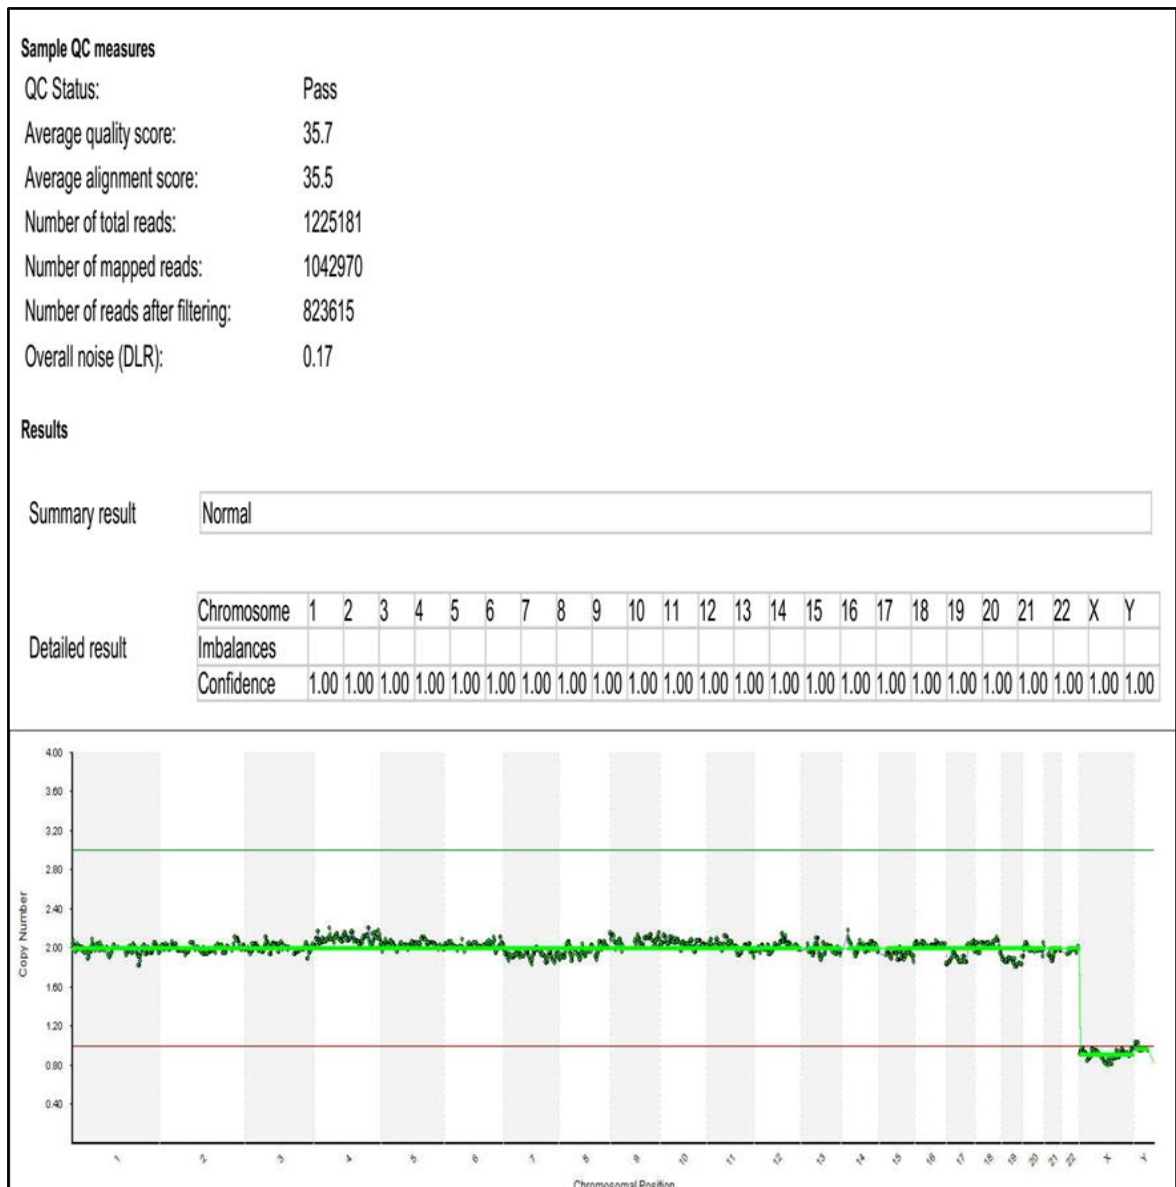 Sample QC measures
QC Status: Pass
Average quality score: 35.7
Average alignment score: 35.5
Number of total reads: 1225181
Number of mapped reads: 1042970
Number of reads after filtering: 823615
Overall noise (DLR): 0.17
Results
Summary result Normal
Chromosome 1 2 3 4 5 6 7 8 9 10 11 12 13 14 15 16 17 18 19 20 21 22 X Y
Detailed result Imbalances
Confidence 1.00 1.00 1.00 1.00 1.00 1.00 1.00 1.00 1.00 1.00 1.00 1.00 1.00 1.00 1.00 1.00 1.00 1.00 1.00 1.00 1.00 1.00 1.00 1.00
4.00
3.60
3.20
2.80
2.40
2.00
1.60
1.20
0.80
0.40
Copy Number
1 2 3 4 5 6 7 8 9 10 11 12 13 14 15 16 17 18 19 20 21 22 X Y
Chromosomal Position